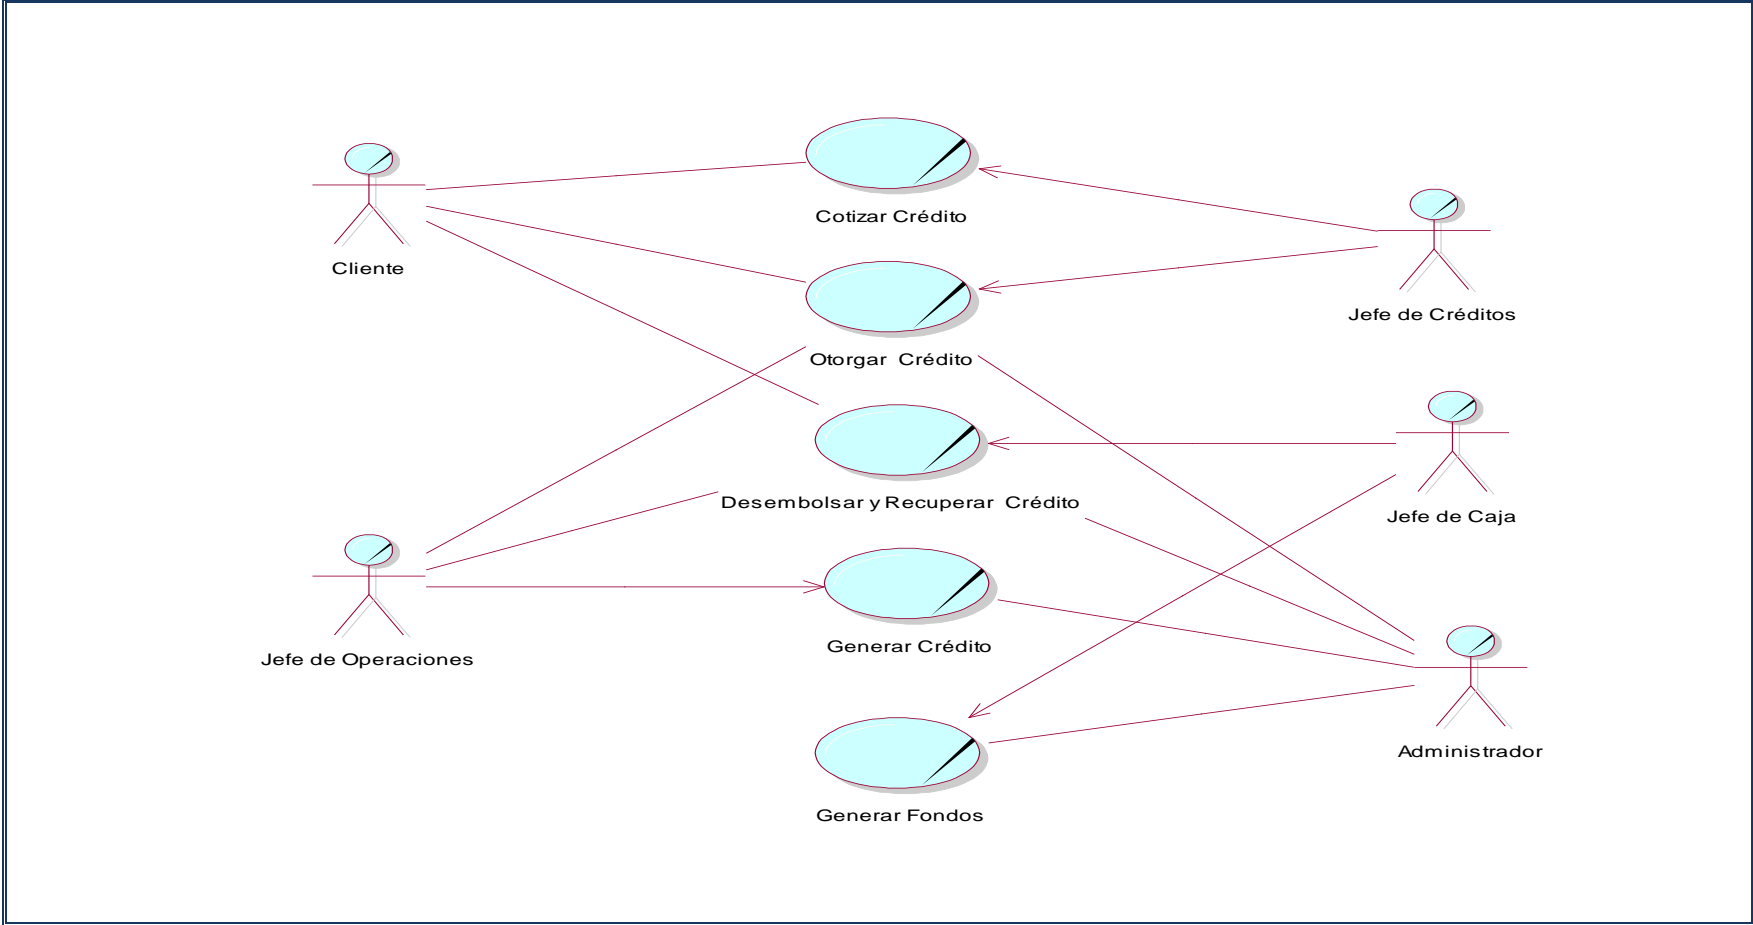 Cotizar Crédito
Cliente
Jefe de Créditos
Otorgar Crédito
Desembolsar y Recuperar Crédito
Jefe de Caja
Generar Crédito
Jefe de Operaciones
Administrador
Generar Fondos